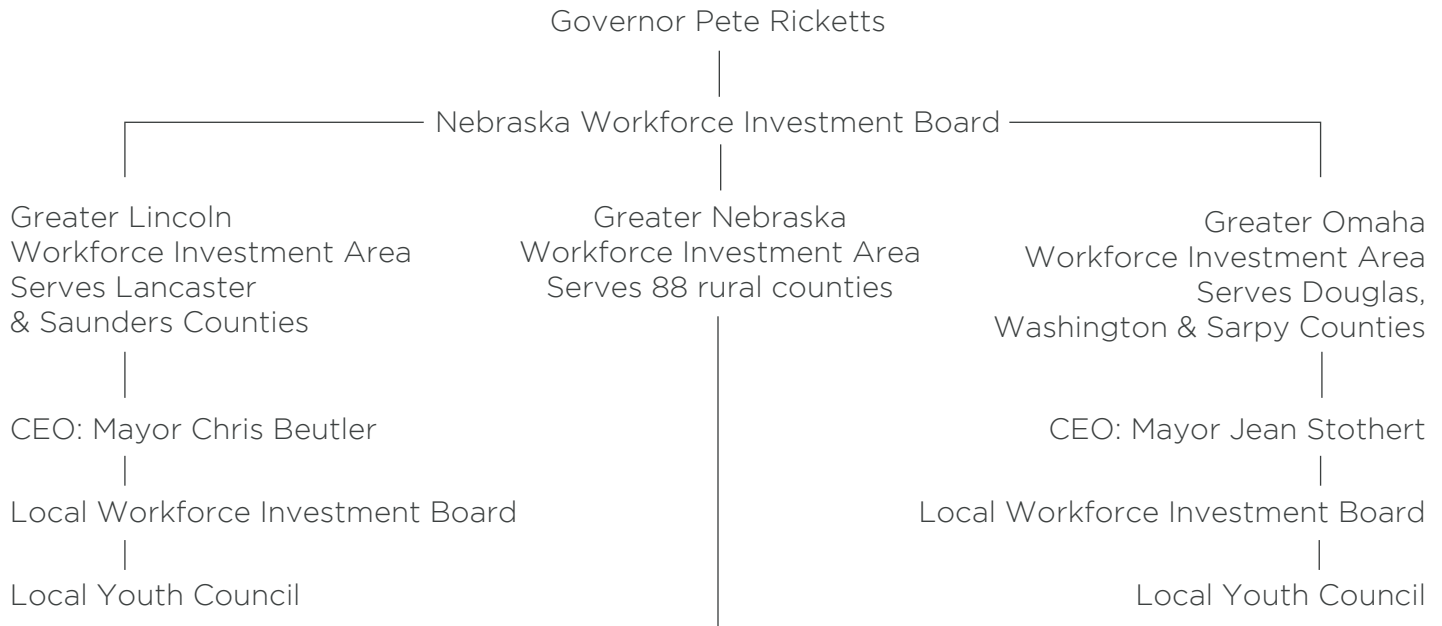 Governor Pete Ricketts
Nebraska Workforce Investment Board
Greater Lincoln
Workforce Investment Area
Serves Lancaster
& Saunders Counties
CEO: Mayor Chris Beutler
Local Workforce Investment Board
Local Youth Council
Greater Nebraska
Workforce Investment Area
Serves 88 rural counties
Greater Omaha
Workforce Investment Area
Serves Douglas,
Washington & Sarpy Counties
CEO: Mayor Jean Stothert
Local Workforce Investment Board
Local Youth Council